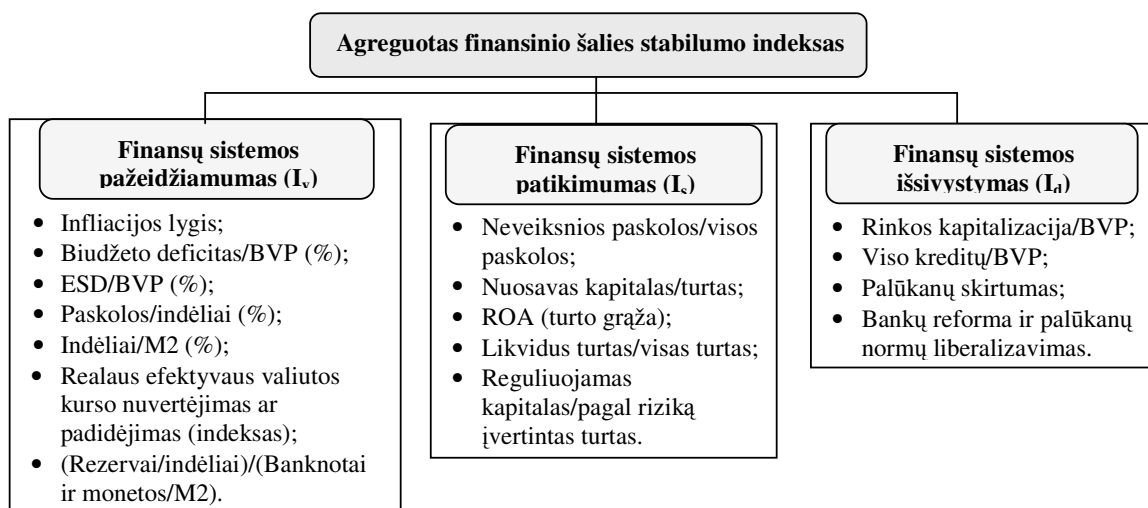 Agreguotas finansinio šalies stabilumo indeksas
Finansų sistemos
pažeidžiamumas (Iv)
• Infliacijos lygis;
• Biudžeto deficitas/BVP (%);
• ESD/BVP (%);
• Paskolos/indėliai (%);
• Indėliai/M2 (%);
• Realaus efektyvaus valiutos
kurso nuvertėjimas ar
padidėjimas (indeksas);
• (Rezervai/indėliai)/(Banknotai
ir monetos/M2).
Finansų sistemos
patikimumas (Is)
• Neveiksnios paskolos/visos
paskolos;
• Nuosavas kapitalas/turtas;
• ROA (turto grąža);
• Likvidus turtas/visas turtas;
• Reguliuojamas
kapitalas/pagal riziką
įvertintas turtas.
Finansų sistemos
išsivystymas (Id)
• Rinkos kapitalizacija/BVP;
• Viso kreditų/BVP;
• Palūkanų skirtumas;
• Bankų reforma ir palūkanų
normų liberalizavimas.